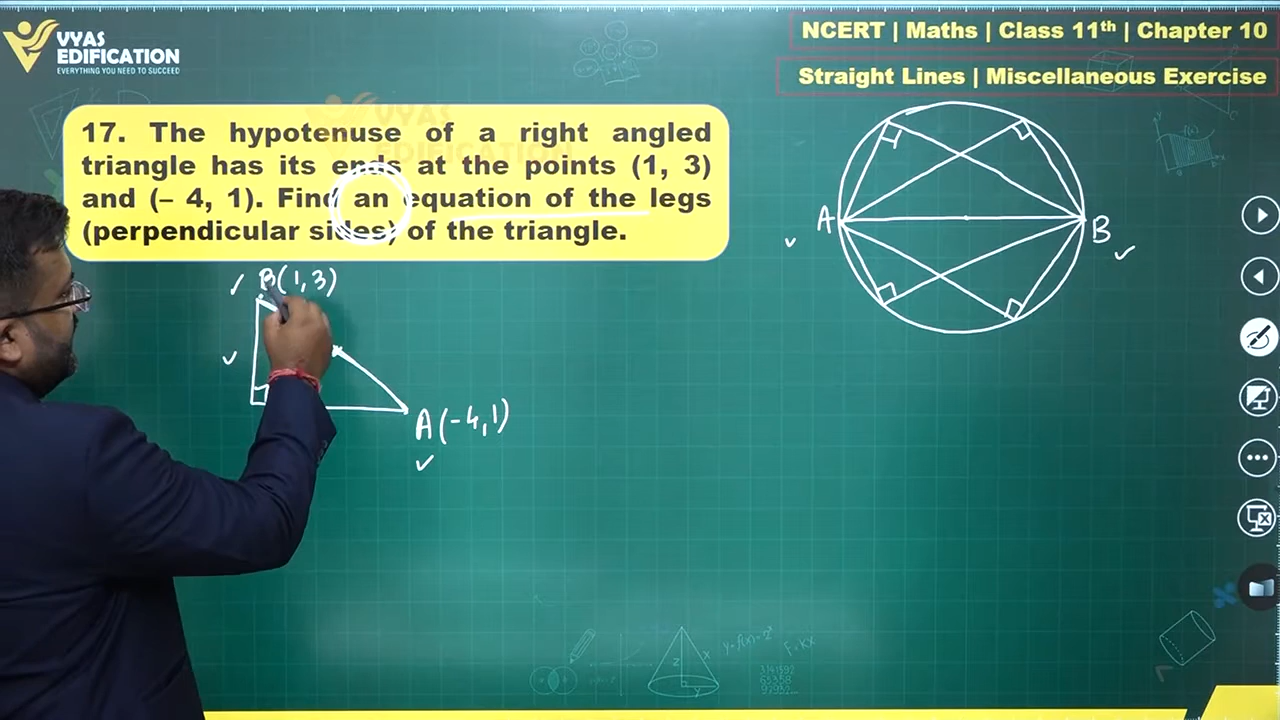 VYAS
EDIFICATION
EVERYTHING YOU NEED TO SUCCEED
NCERT | Maths | Class 11th | Chapter 10
Straight Lines | Miscellaneous Exercise
17. The hypotenuse of a right angled
triangle has its ends at the points (1, 3)
and (– 4, 1). Find an equation of the legs
(perpendicular sides) of the triangle.
B(1,3)
A(-4,1)
A
B